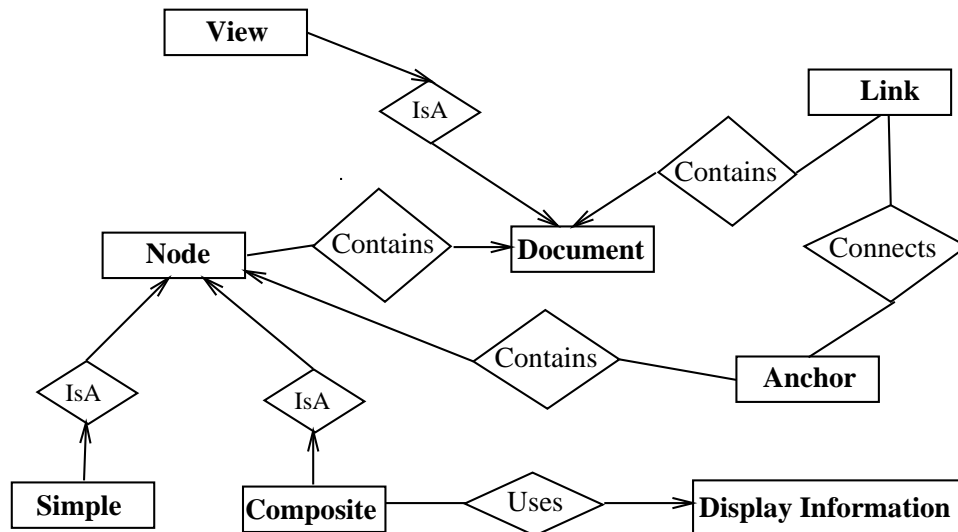 View
IsA
Link
Contains
Contains
Document
Node
Connects
Contains
Anchor
IsA
IsA
Simple
Composite
Uses
Display Information